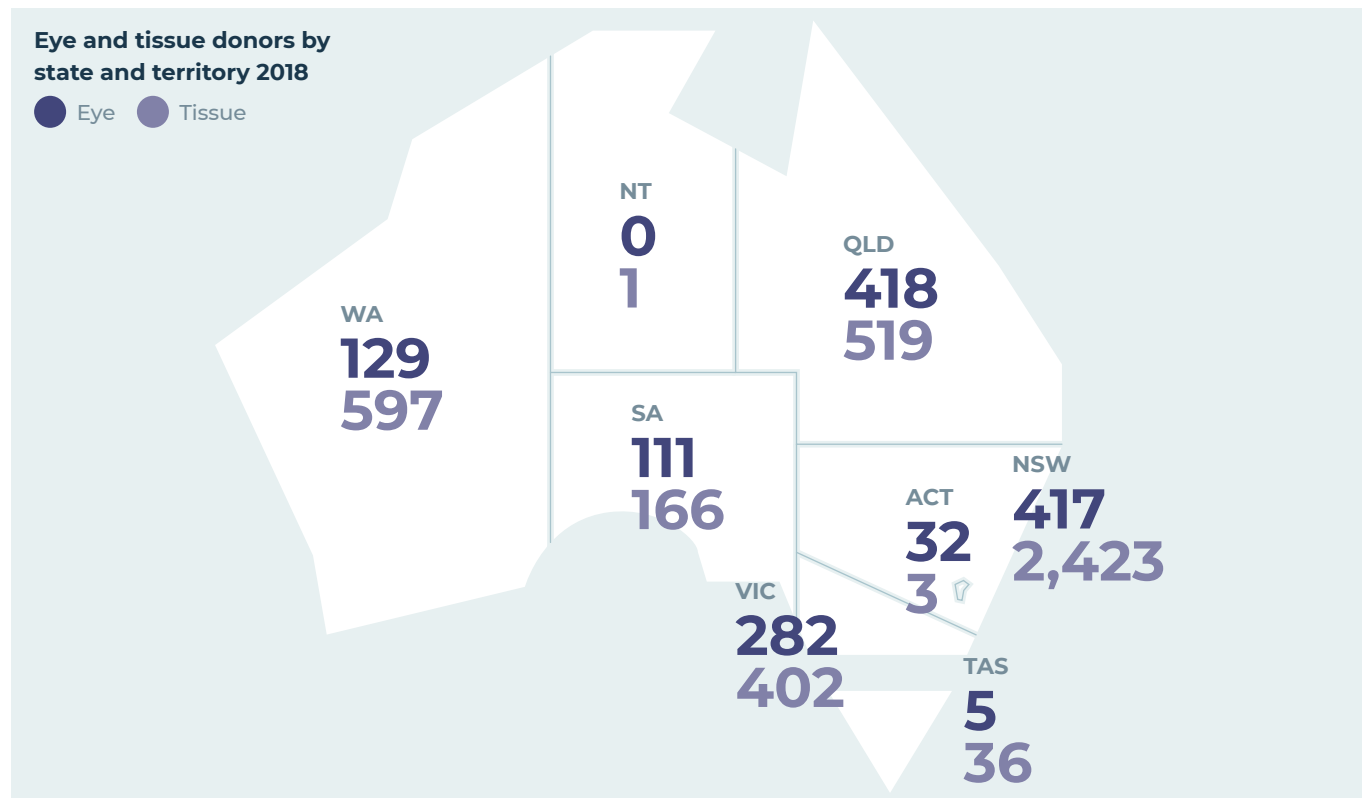 Eye and tissue donors by
state and territory 2018
Eye Tissue
NT
0
1
QLD
418
519
WA
129
597
SA
111
166
NSW
417
2,423
ACT
32
3
VIC
282
402
TAS
5
36